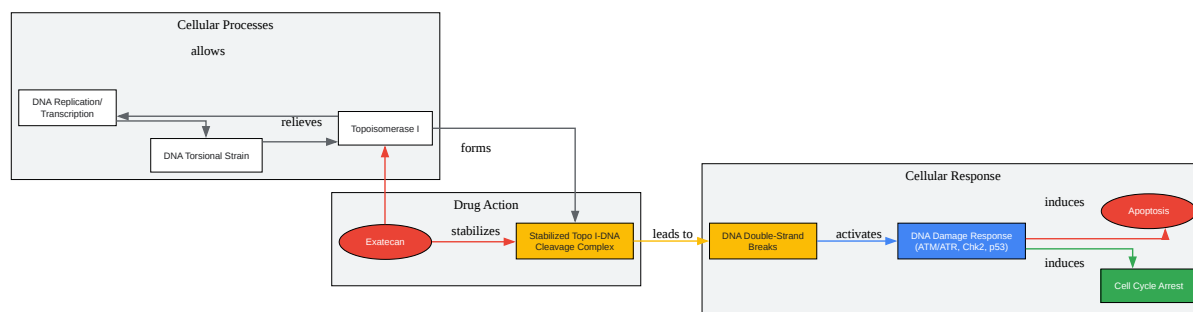 Cellular Processes
allows
DNA Replication/
Transcription
relieves
Topoisomerase I
DNA Torsional Strain
forms
Drug Action
Exatecan
stabilizes
Stabilized Topo I-DNA
Cleavage Complex
leads to
Cellular Response
DNA Double-Strand
Breaks
activates
DNA Damage Response
(ATM/ATR, Chk2, p53)
induces
Apoptosis
induces
Cell Cycle Arrest